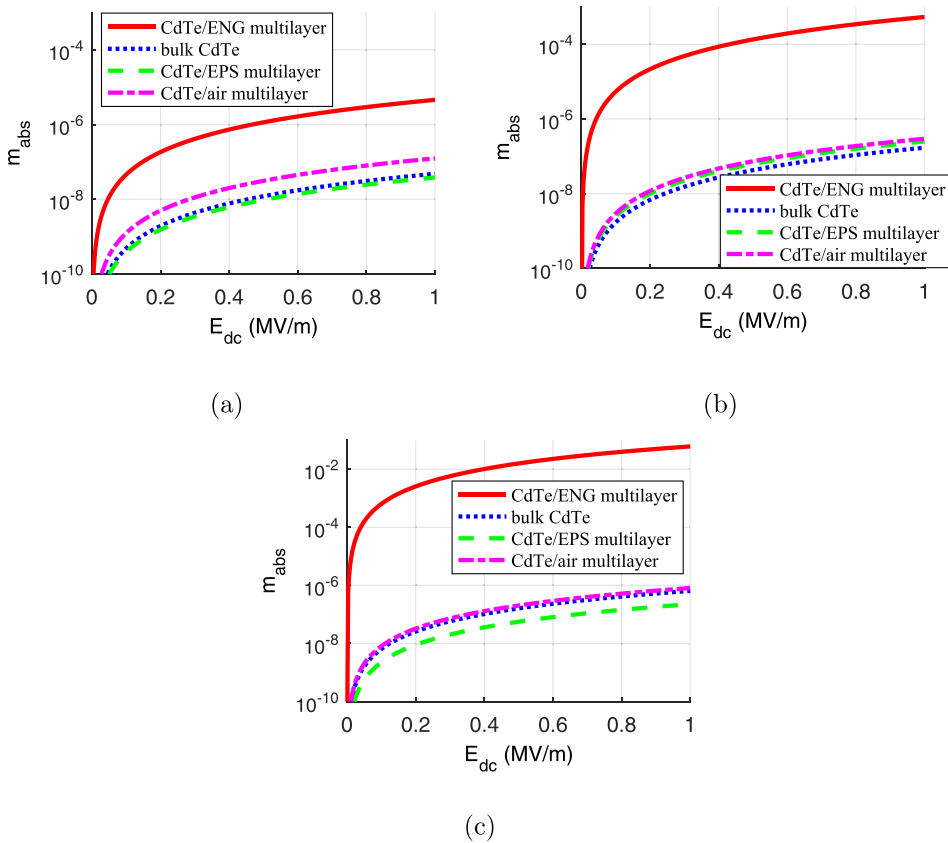 CdTe/ENG multilayer
bulk CdTe
CdTe/EPS multilayer
CdTe/air multilayer
10^-4
10^-6
10^-8
10^-10
m_abs
0 0.2 0.4 0.6 0.8 1
E_dc (MV/m)
(a)
10^-4
10^-6
10^-8
10^-10
m_abs
CdTe/ENG multilayer
bulk CdTe
CdTe/EPS multilayer
CdTe/air multilayer
0 0.2 0.4 0.6 0.8 1
E_dc (MV/m)
(b)
10^-2
10^-4
10^-6
10^-8
10^-10
m_abs
CdTe/ENG multilayer
bulk CdTe
CdTe/EPS multilayer
CdTe/air multilayer
0 0.2 0.4 0.6 0.8 1
E_dc (MV/m)
(c)